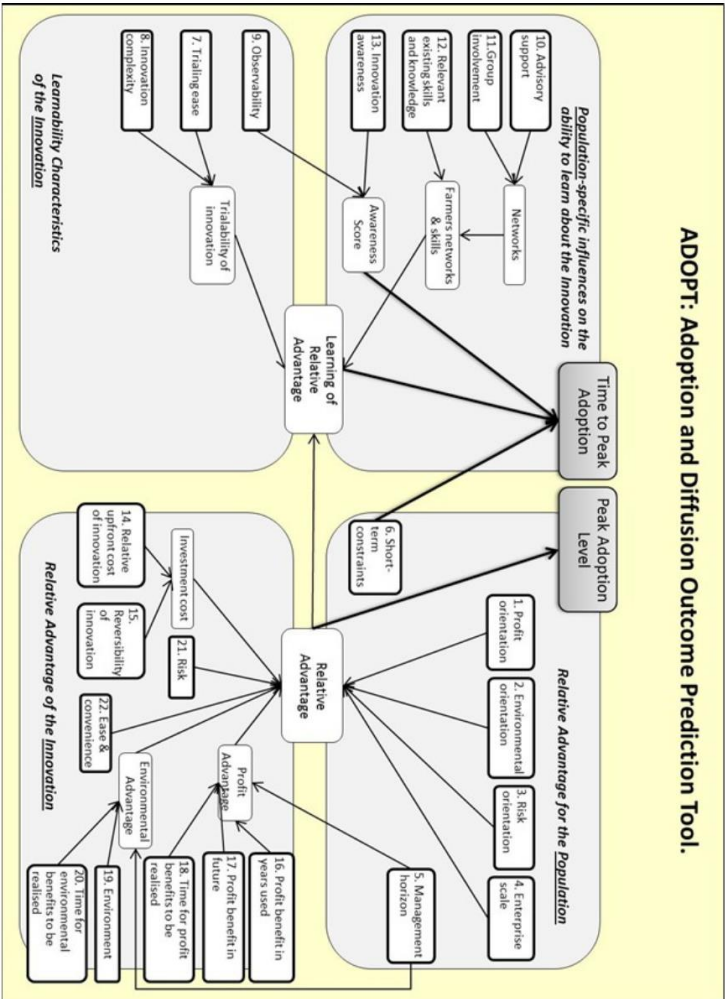 ADOPT: Adoption and Diffusion Outcome Prediction Tool.
Population-specific influences on the
ability to learn about the Innovation
10. Advisory
support
11.Group
involvement
12. Relevant
existing skills
and knowledge
13. Innovation
awareness
Networks
Farmers networks
& skills
Awareness
Score
9. Observability
7. Trialing ease
8. Innovation
complexity
Trialability of
innovation
Learnability Characteristics
of the Innovation
Learning of
Relative
Advantage
Time to Peak
Adoption
Peak Adoption
Level
Relative Advantage for the Population
1. Profit
orientation
2. Environmental
orientation
3. Risk
orientation
4. Enterprise
scale
6. Short-
term
constraints
5. Management
horizon
Relative
Advantage
Investment cost
14. Relative
upfront cost
of innovation
15.
Reversibility
of
innovation
21. Risk
22. Ease &
convenience
Profit
Advantage
Environmental
Advantage
16. Profit benefit in
years used
17. Profit benefit in
future
18. Time for profit
benefits to be
realised
19. Environment
20. Time for
environmental
benefits to be
realised
Relative Advantage of the Innovation